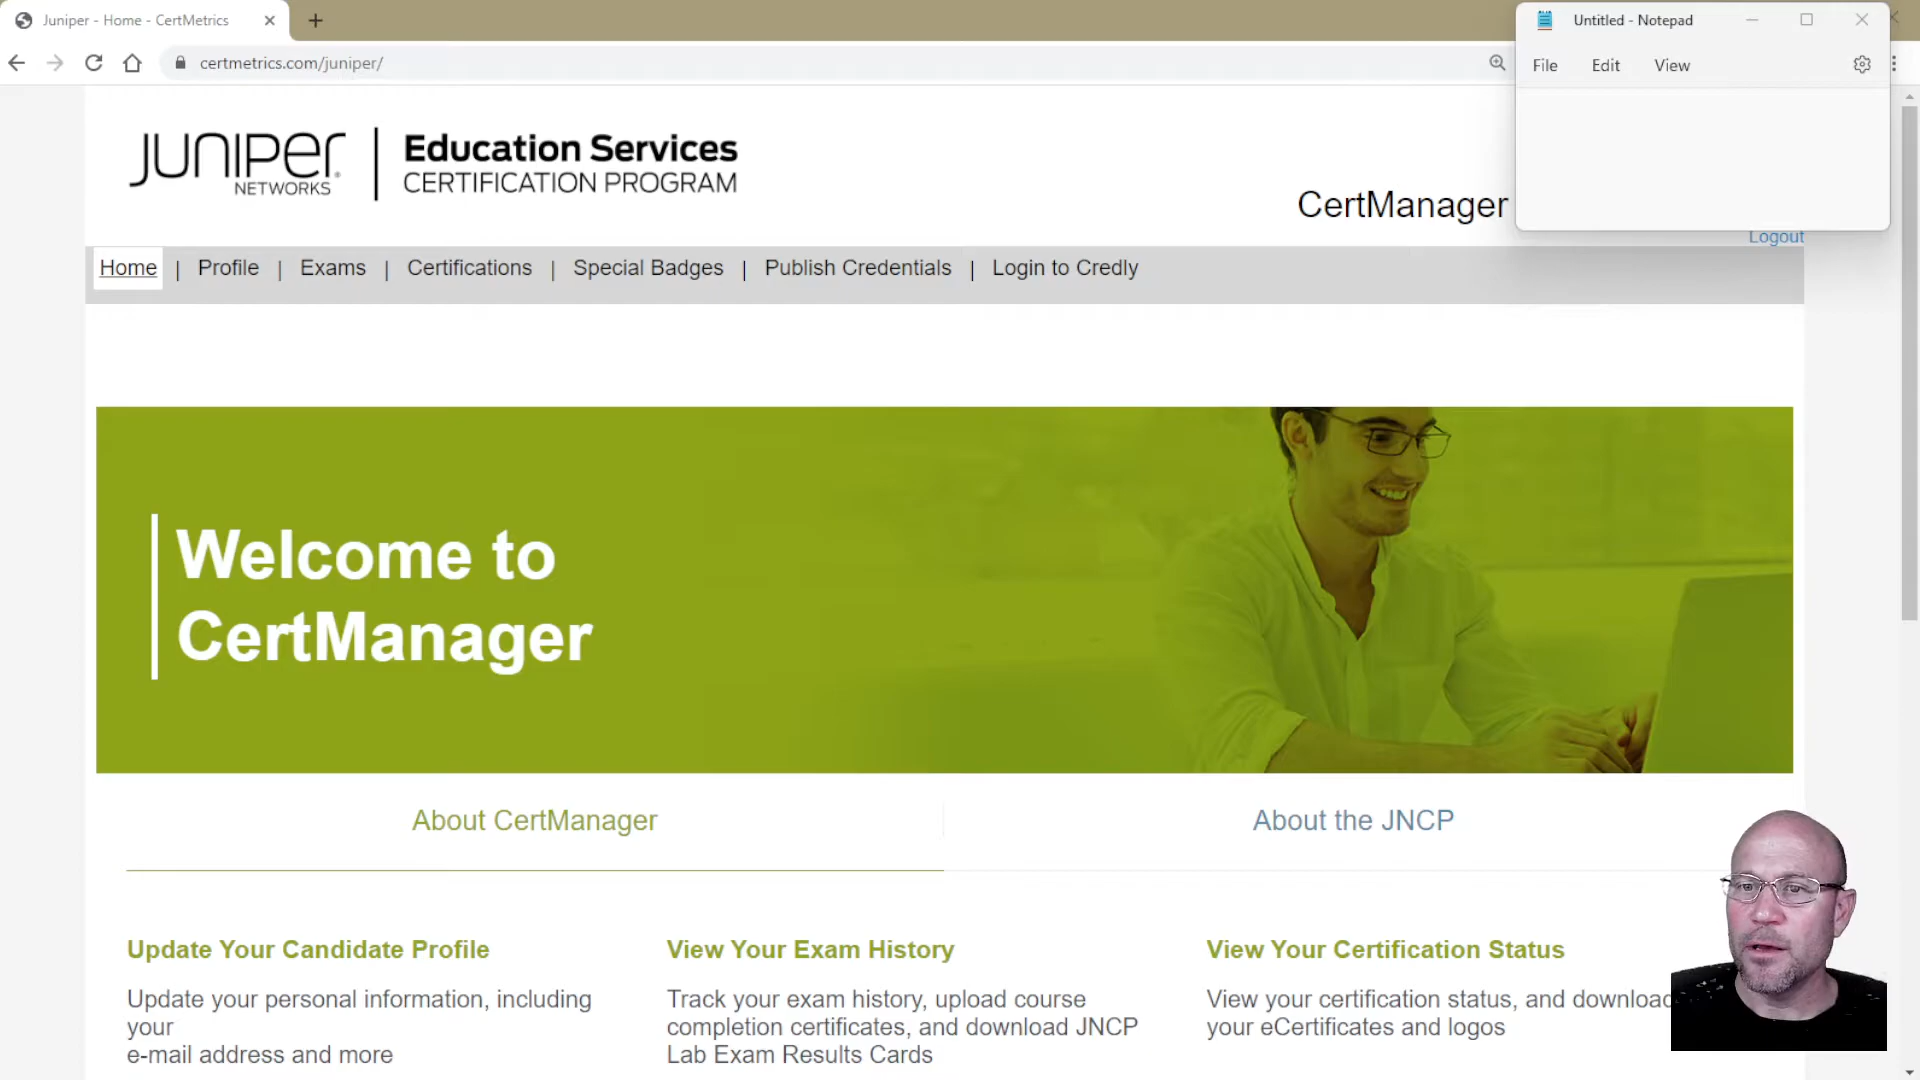 Juniper - Home - CertMetrics
Untitled - Notepad
certmetrics.com/juniper/
File Edit View
JUNIPER NETWORKS
Education Services
CERTIFICATION PROGRAM
CertManager
Logout
Home | Profile | Exams | Certifications | Special Badges | Publish Credentials | Login to Credly
Welcome to
CertManager
About CertManager
About the JNCP
Update Your Candidate Profile
Update your personal information, including
your
e-mail address and more
View Your Exam History
Track your exam history, upload course
completion certificates, and download JNCP
Lab Exam Results Cards
View Your Certification Status
View your certification status, and download
your eCertificates and logos